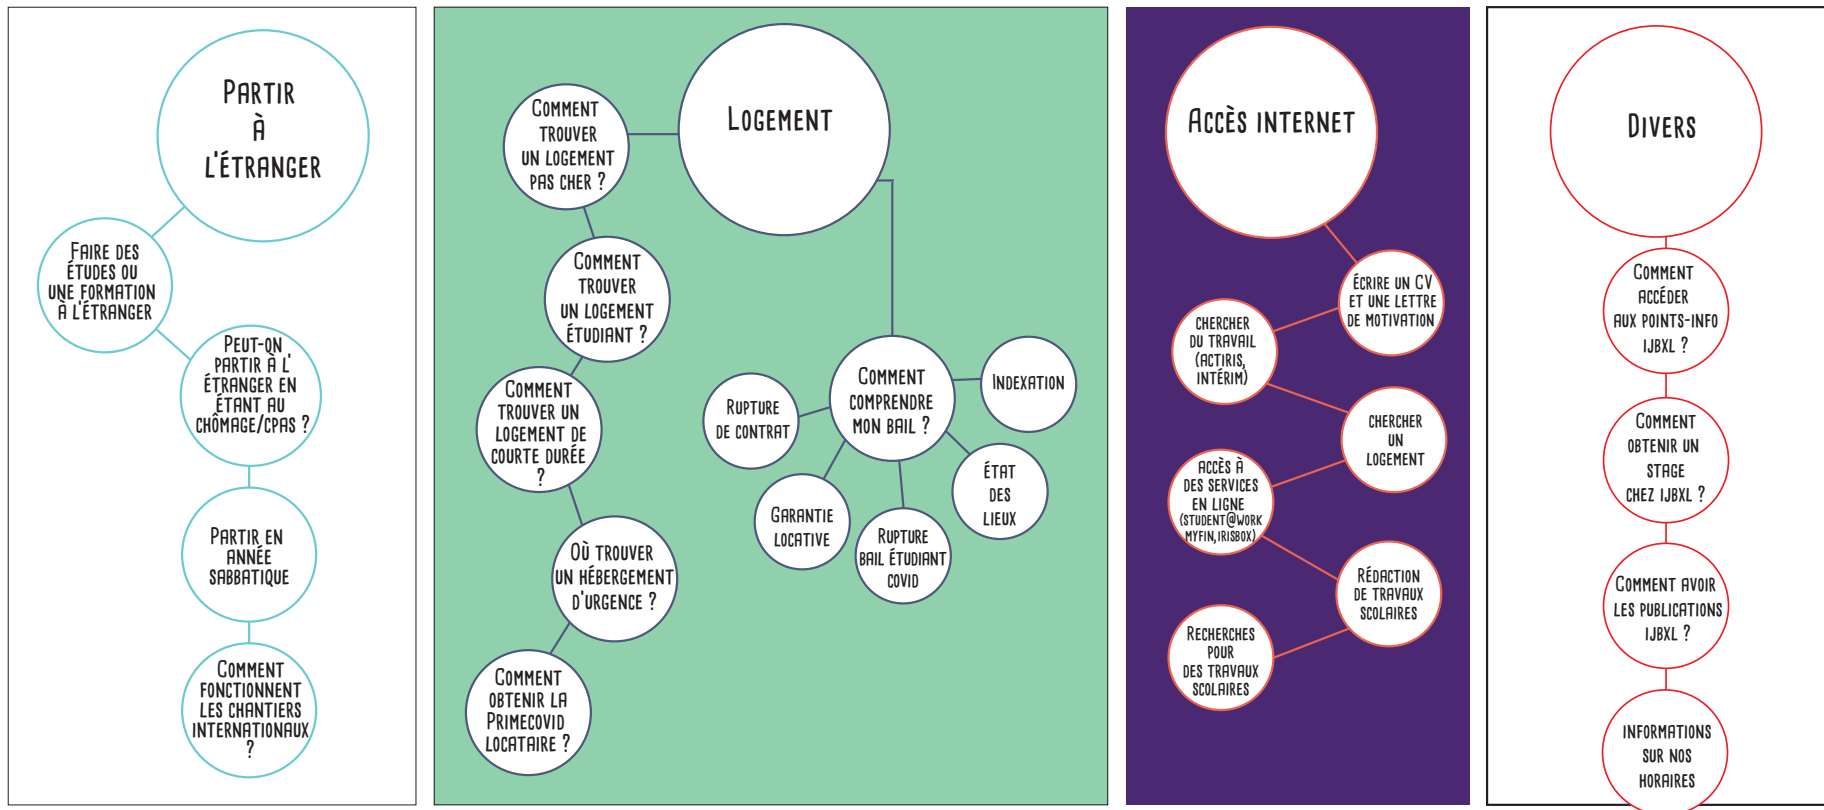 Partir
à
l'étranger
Faire des
études ou
une formation
à l'étranger
Peut-on
partir à l'
étranger en
étant au
chômage/cpas ?
Partir en
année
sabbatique
Comment
fonctionnent
les chantiers
internationaux
?
Logement
Comment
trouver
un logement
pas cher ?
Comment
trouver
un logement
étudiant ?
Comment
trouver un
logement de
courte durée
?
Où trouver
un hébergement
d'urgence ?
Comment
obtenir la
Primecovid
locataire ?
Comment
comprendre
mon bail ?
Indexation
Rupture
de contrat
Garantie
locative
Rupture
bail étudiant
covid
état
des
lieux
Accès internet
écrire un CV
et une lettre
de motivation
chercher
du travail
(actiris,
intérim)
chercher
un
logement
accès à
des services
en ligne
(student@work
myfin,irisbox)
Rédaction
de travaux
scolaires
Recherches
pour
des travaux
scolaires
Divers
Comment
accéder
aux points-info
ijbxl ?
Comment
obtenir un
stage
chez ijbxl ?
Comment avoir
les publications
ijbxl ?
informations
sur nos
horaires